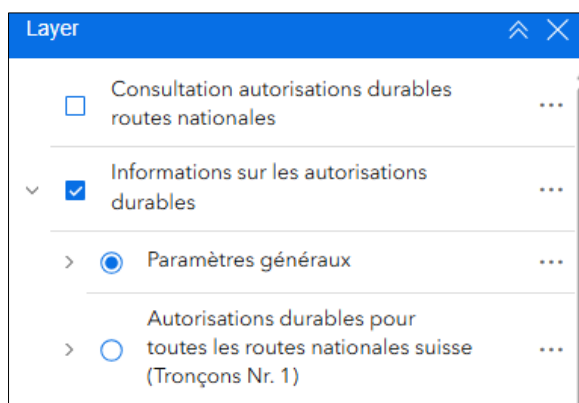 Layer
Consultation autorisations durables
routes nationales
Informations sur les autorisations
durables
Paramètres généraux
Autorisations durables pour
toutes les routes nationales suisse
(Tronçons Nr. 1)